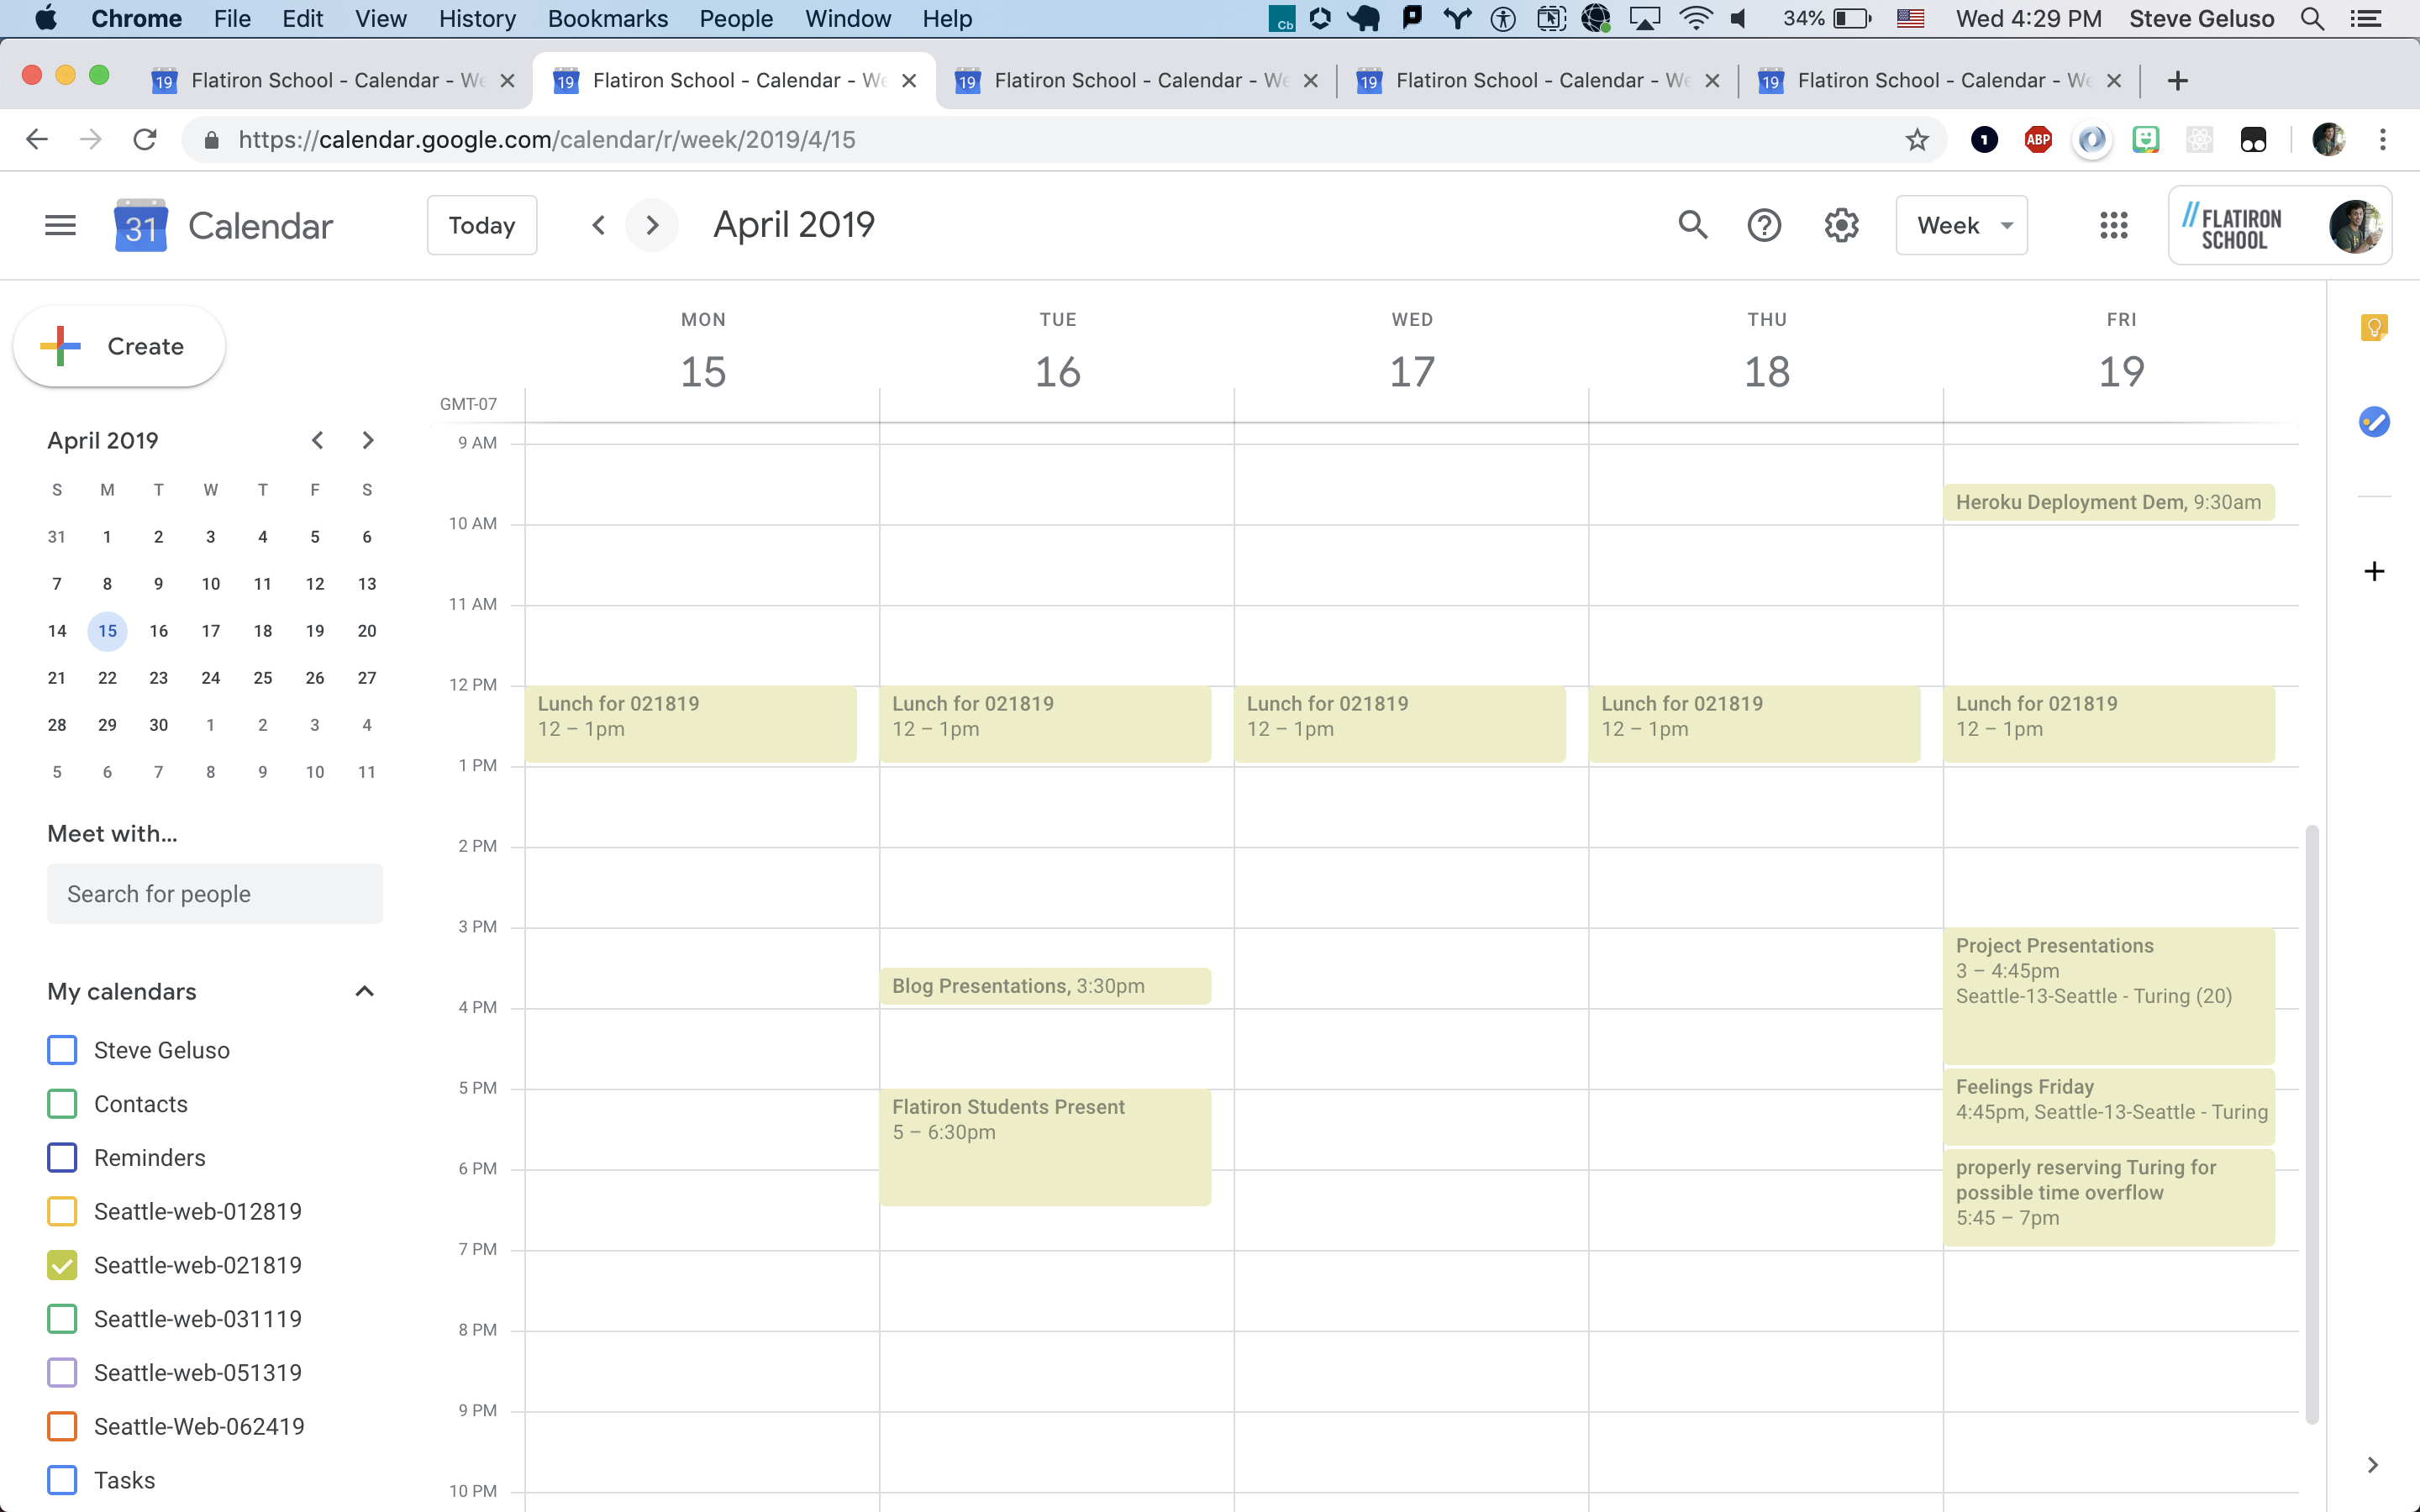 Chrome File Edit View History Bookmarks People Window Help Cb 34% Wed 4:29 PM Steve Geluso
19 Flatiron School - Calendar - We 19 Flatiron School - Calendar - We 19 Flatiron School - Calendar - We 19 Flatiron School - Calendar - We 19 Flatiron School - Calendar - We
https://calendar.google.com/calendar/r/week/2019/4/15 1 ABP
31 Calendar Today April 2019 Week // FLATIRON SCHOOL
Create
MON TUE WED THU FRI
15 16 17 18 19
GMT-07
April 2019
S M T W T F S
31 1 2 3 4 5 6
7 8 9 10 11 12 13
14 15 16 17 18 19 20
21 22 23 24 25 26 27
28 29 30 1 2 3 4
5 6 7 8 9 10 11
Meet with...
Search for people
My calendars
Steve Geluso
Contacts
Reminders
Seattle-web-012819
Seattle-web-021819
Seattle-web-031119
Seattle-web-051319
Seattle-Web-062419
Tasks
9 AM
10 AM
11 AM
12 PM
1 PM
2 PM
3 PM
4 PM
5 PM
6 PM
7 PM
8 PM
9 PM
10 PM
Lunch for 021819
12 – 1pm
Lunch for 021819
12 – 1pm
Blog Presentations, 3:30pm
Flatiron Students Present
5 – 6:30pm
Lunch for 021819
12 – 1pm
Lunch for 021819
12 – 1pm
Heroku Deployment Dem, 9:30am
Lunch for 021819
12 – 1pm
Project Presentations
3 – 4:45pm
Seattle-13-Seattle - Turing (20)
Feelings Friday
4:45pm, Seattle-13-Seattle - Turing
properly reserving Turing for
possible time overflow
5:45 – 7pm